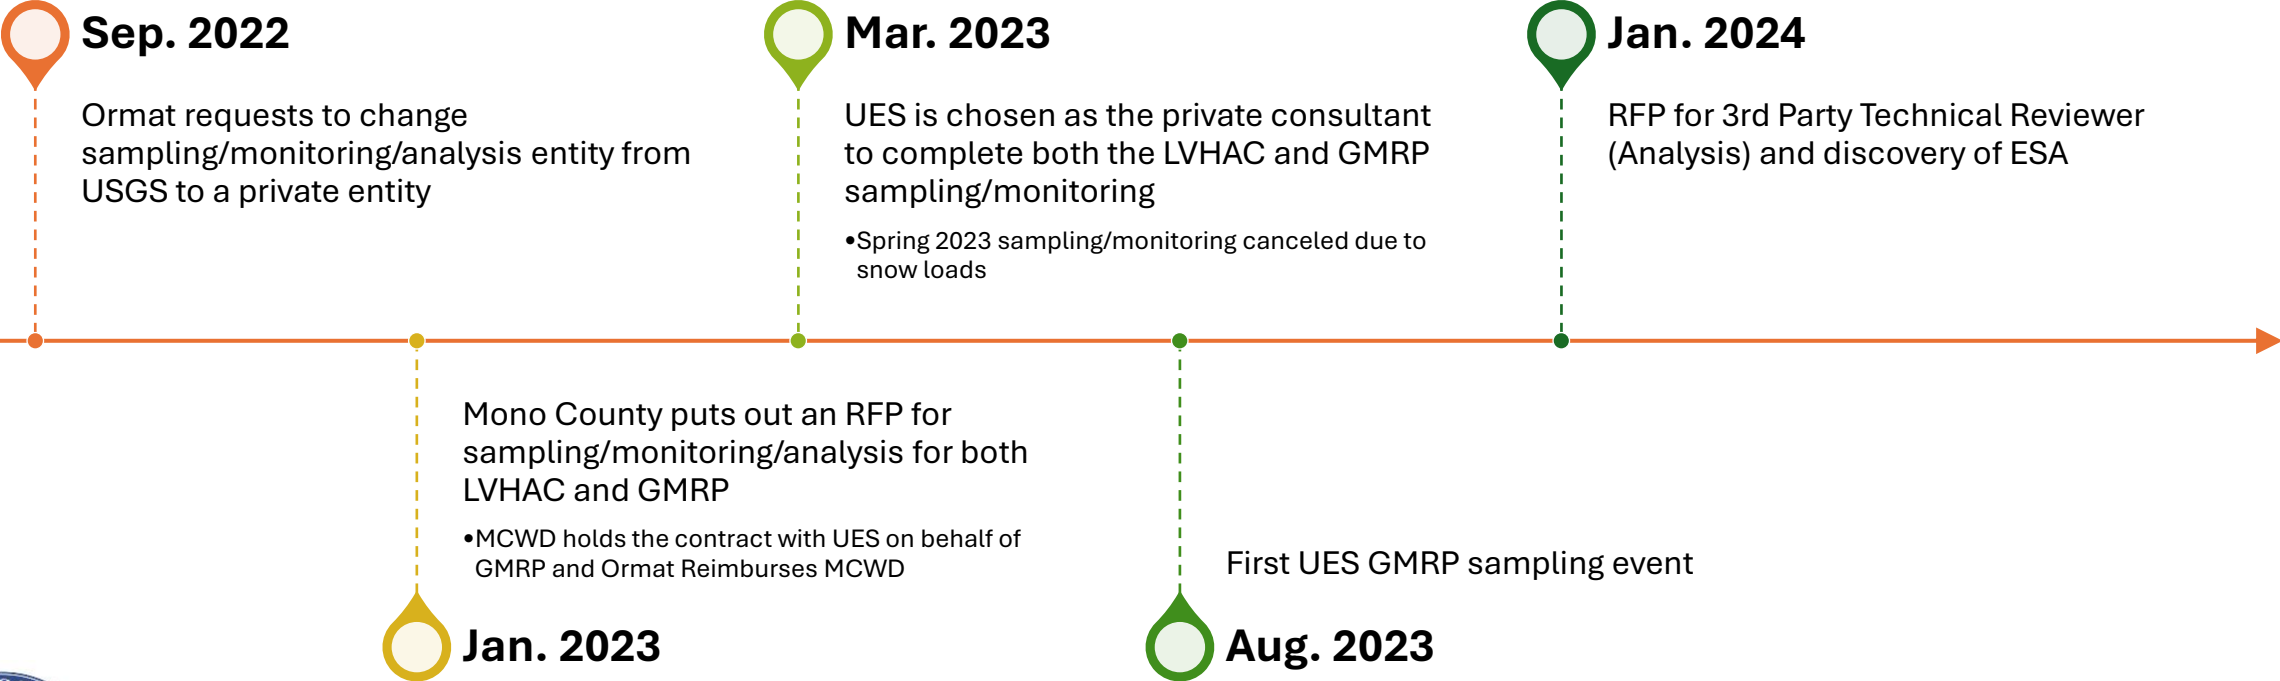 Sep. 2022
Ormat requests to change
sampling/monitoring/analysis entity from
USGS to a private entity
Jan. 2023
Mono County puts out an RFP for
sampling/monitoring/analysis for both
LVHAC and GMRP
•MCWD holds the contract with UES on behalf of
GMRP and Ormat Reimburses MCWD
Mar. 2023
UES is chosen as the private consultant
to complete both the LVHAC and GMRP
sampling/monitoring
•Spring 2023 sampling/monitoring canceled due to
snow loads
Aug. 2023
First UES GMRP sampling event
Jan. 2024
RFP for 3rd Party Technical Reviewer
(Analysis) and discovery of ESA